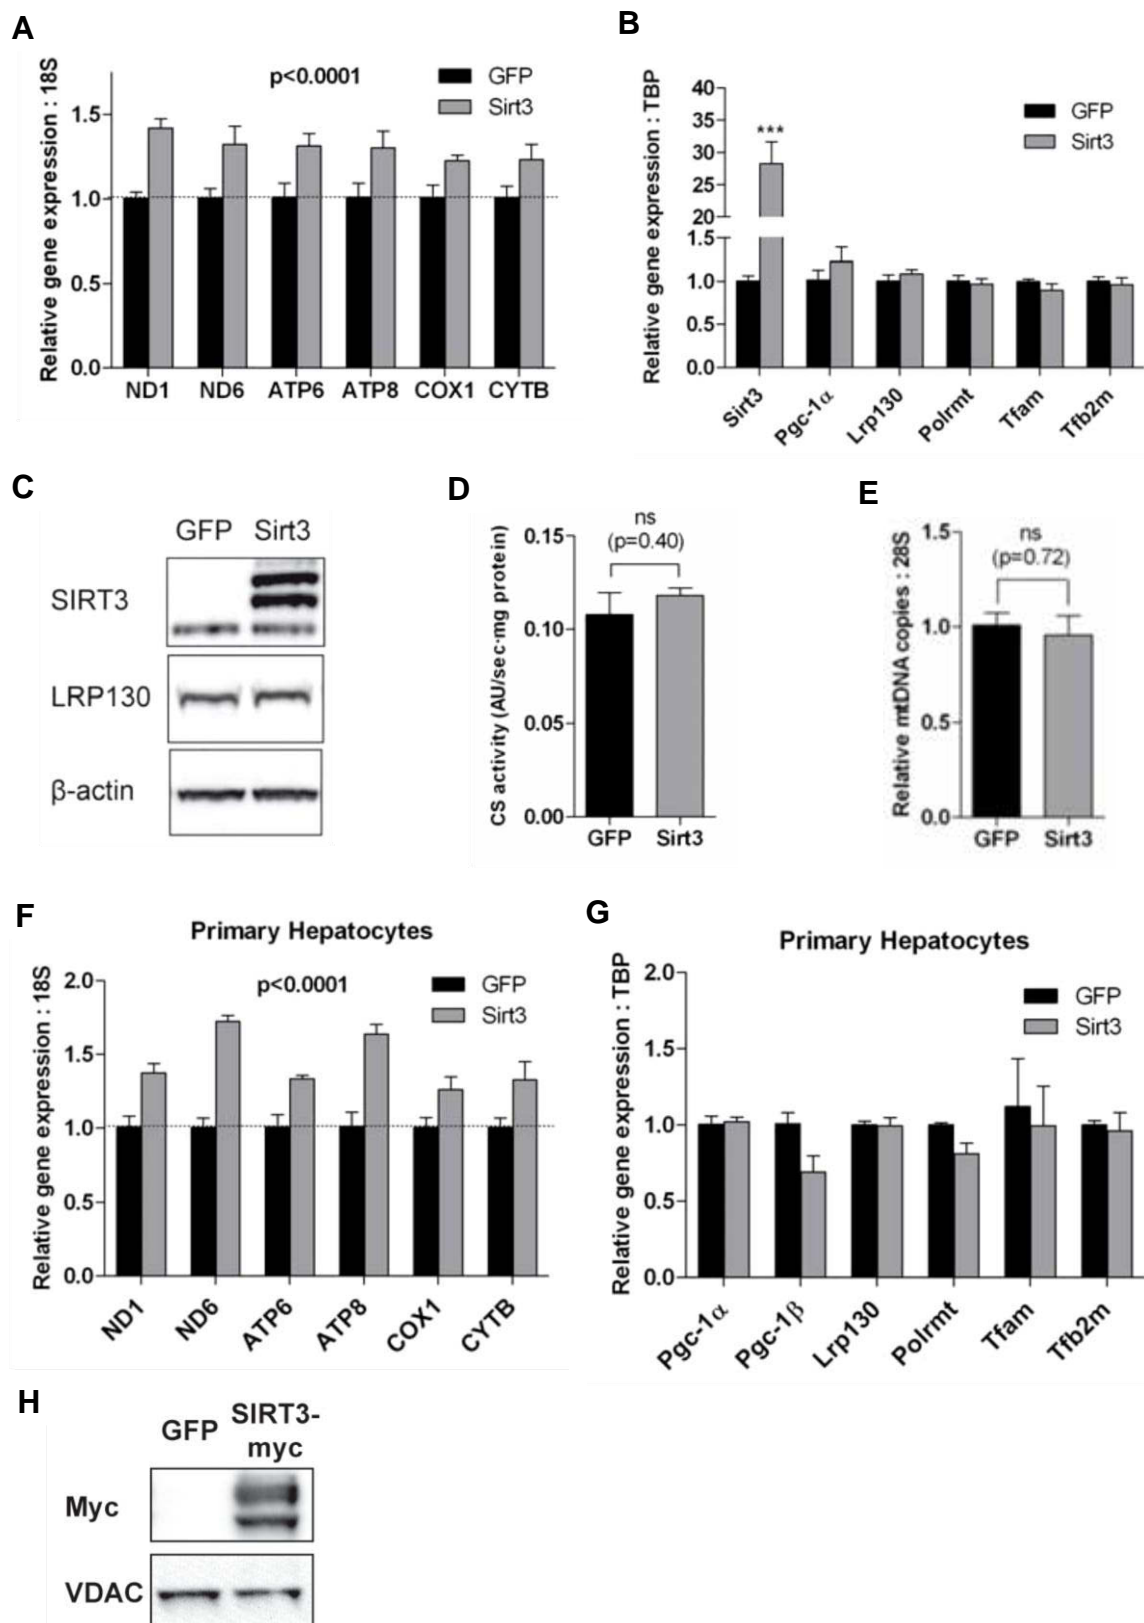 A
Relative gene expression : 18S
p<0.0001
GFP
Sirt3
1.5
1.0
0.5
0.0
ND1 ND6 ATP6 ATP8 COX1 CYTB
B
Relative gene expression : TBP
GFP
Sirt3
***
40
35
30
25
20
1.5
1.0
0.5
0.0
Sirt3 Pgc-1α Lrp130 Polrmt Tfam Tfb2m
C
GFP Sirt3
SIRT3
LRP130
β-actin
D
CS activity (AU/sec·mg protein)
ns
(p=0.40)
0.15
0.10
0.05
0.00
GFP Sirt3
E
Relative mtDNA copies : 28S
ns
(p=0.72)
1.5
1.0
0.5
0.0
GFP Sirt3
F
Primary Hepatocytes
Relative gene expression : 18S
p<0.0001
GFP
Sirt3
2.0
1.5
1.0
0.5
0.0
ND1 ND6 ATP6 ATP8 COX1 CYTB
G
Primary Hepatocytes
Relative gene expression : TBP
GFP
Sirt3
2.0
1.5
1.0
0.5
0.0
Pgc-1α Pgc-1β Lrp130 Polrmt Tfam Tfb2m
H
GFP SIRT3-
myc
Myc
VDAC